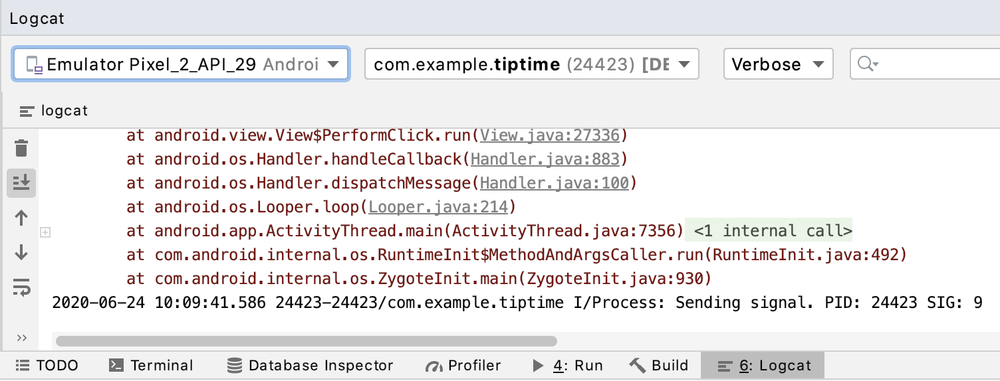 Logcat
Emulator Pixel_2_API_29 Androi com.example.tiptime (24423) [DE Verbose
logcat
at android.view.View$PerformClick.run(View.java:27336)
at android.os.Handler.handleCallback(Handler.java:883)
at android.os.Handler.dispatchMessage(Handler.java:100)
at android.os.Looper.loop(Looper.java:214)
at android.app.ActivityThread.main(ActivityThread.java:7356) <1 internal call>
at com.android.internal.os.RuntimeInit$MethodAndArgsCaller.run(RuntimeInit.java:492)
at com.android.internal.os.ZygoteInit.main(ZygoteInit.java:930)
2020-06-24 10:09:41.586 24423-24423/com.example.tiptime I/Process: Sending signal. PID: 24423 SIG: 9
TODO Terminal Database Inspector Profiler 4: Run Build 6: Logcat